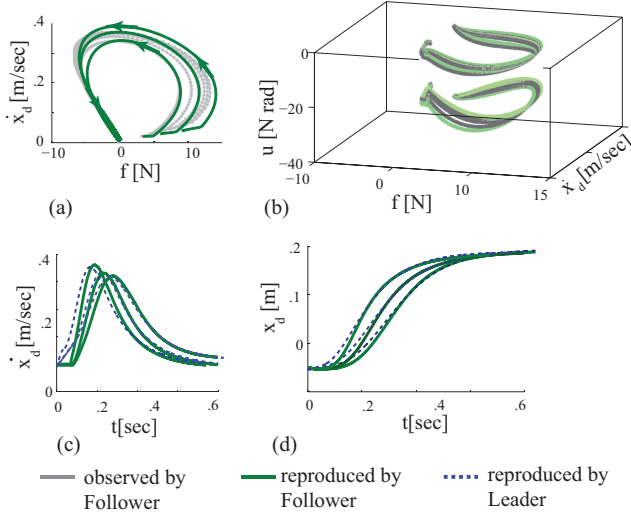 .4
.2
0
ẋd [m/sec]
−10 0 10
f [N]
(a)
0
−20
−40
u [N rad]
−10 0 10 15
f [N]
ẋd [m/sec]
(b)
.4
.2
0
ẋd [m/sec]
0 .2 .4 .6
t[sec]
(c)
.2
.1
0
xd [m]
0 .2 .4 .6
t[sec]
(d)
observed by
Follower
reproduced by
Follower
reproduced by
Leader